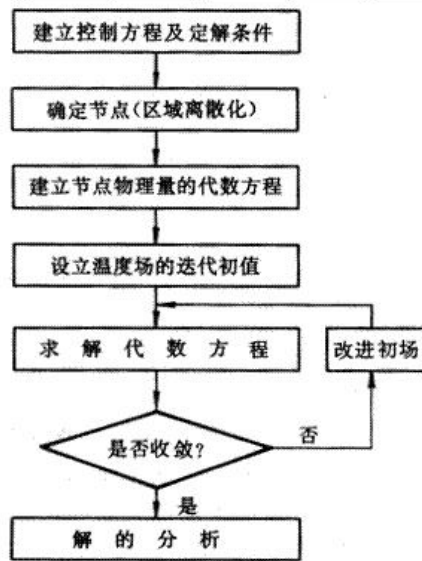 建立控制方程及定解条件
确定节点(区域离散化)
建立节点物理量的代数方程
设立温度场的迭代初值
求解代数方程
改进初场
是否收敛?
否
是
解的分析